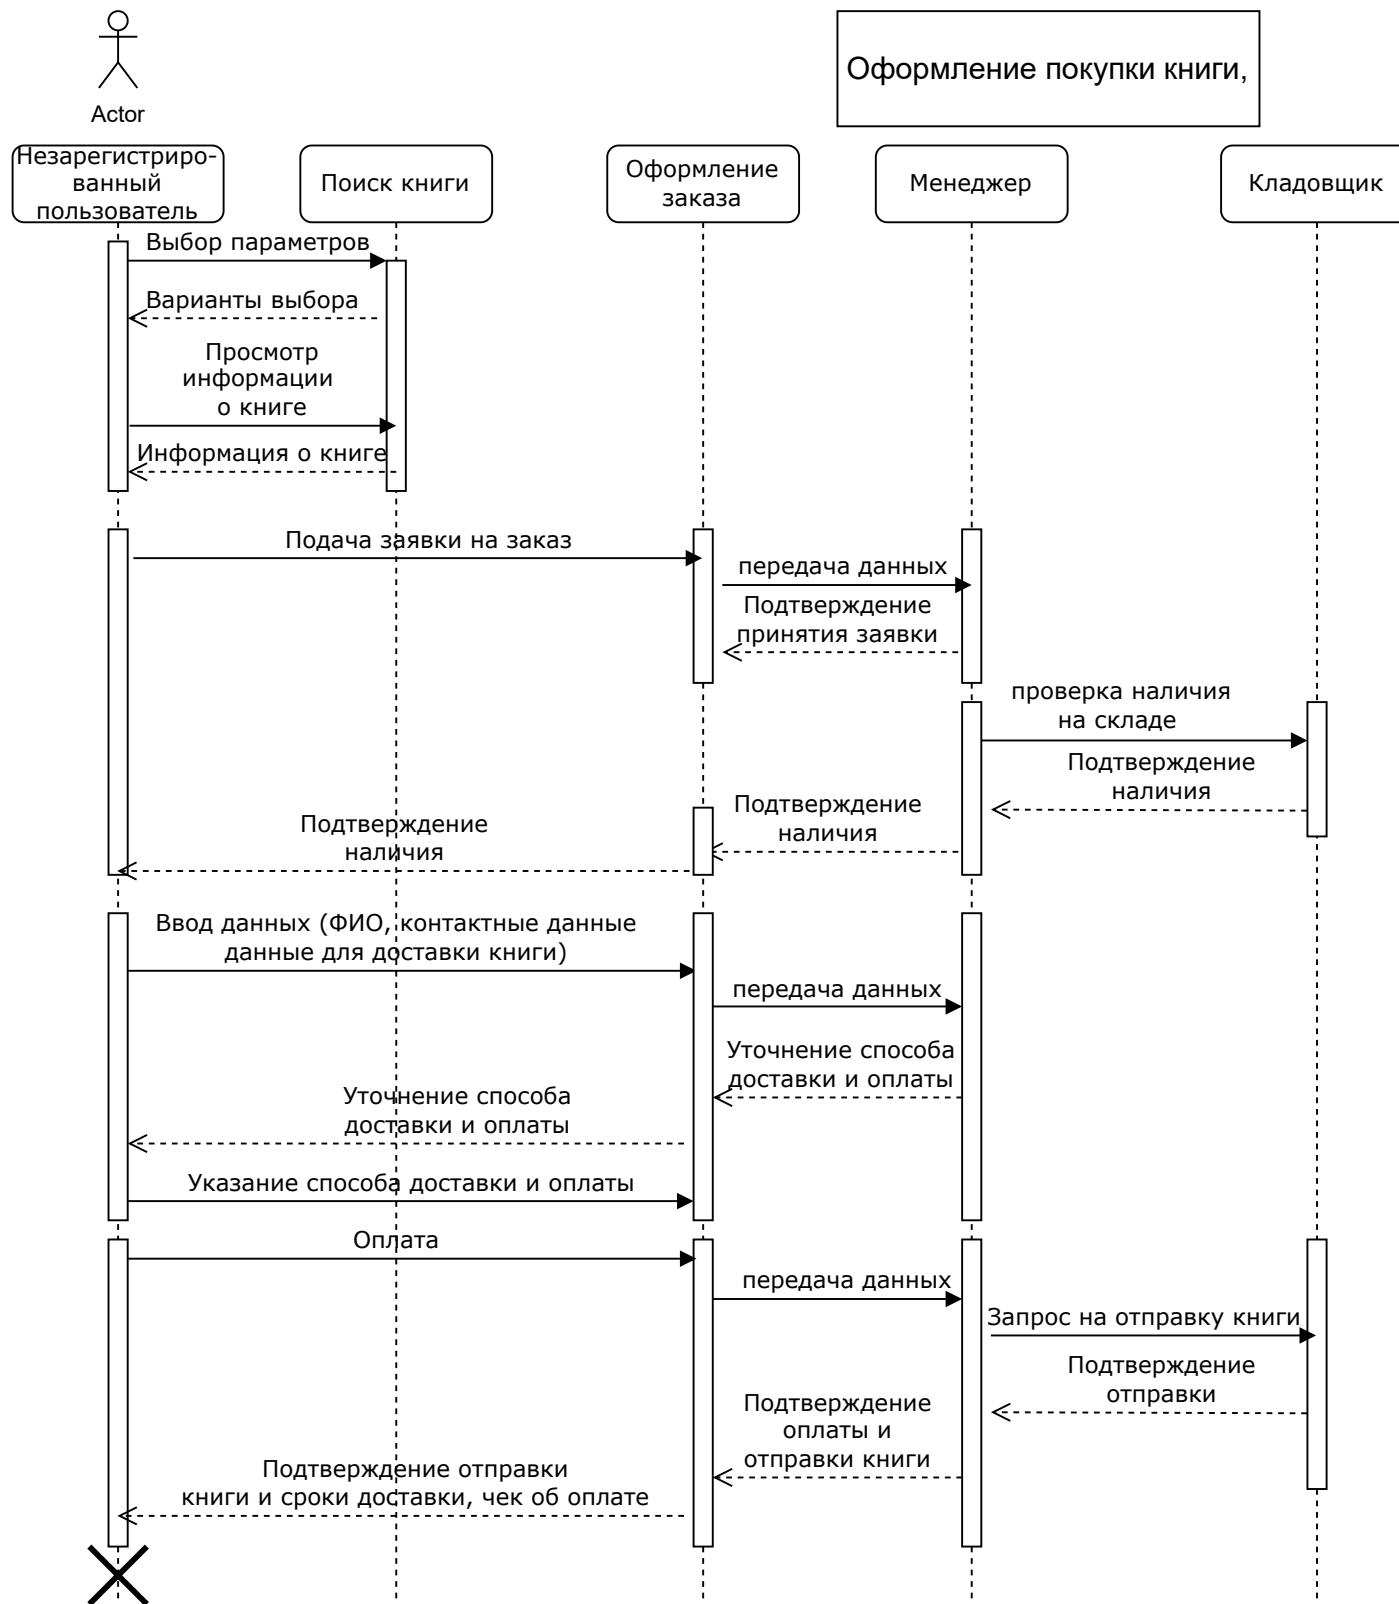 Actor
Оформление покупки книги,
Незарегистриро-
ванный
пользователь
Поиск книги
Оформление
заказа
Менеджер
Кладовщик
Выбор параметров
Варианты выбора
Просмотр
информации
о книге
Информация о книге
Подача заявки на заказ
передача данных
Подтверждение
принятия заявки
проверка наличия
на складе
Подтверждение
наличия
Подтверждение
наличия
Подтверждение
наличия
Ввод данных (ФИО, контактные данные
данные для доставки книги)
передача данных
Уточнение способа
доставки и оплаты
Уточнение способа
доставки и оплаты
Указание способа доставки и оплаты
Оплата
передача данных
Запрос на отправку книги
Подтверждение
отправки
Подтверждение
оплаты и
отправки книги
Подтверждение отправки
книги и сроки доставки, чек об оплате